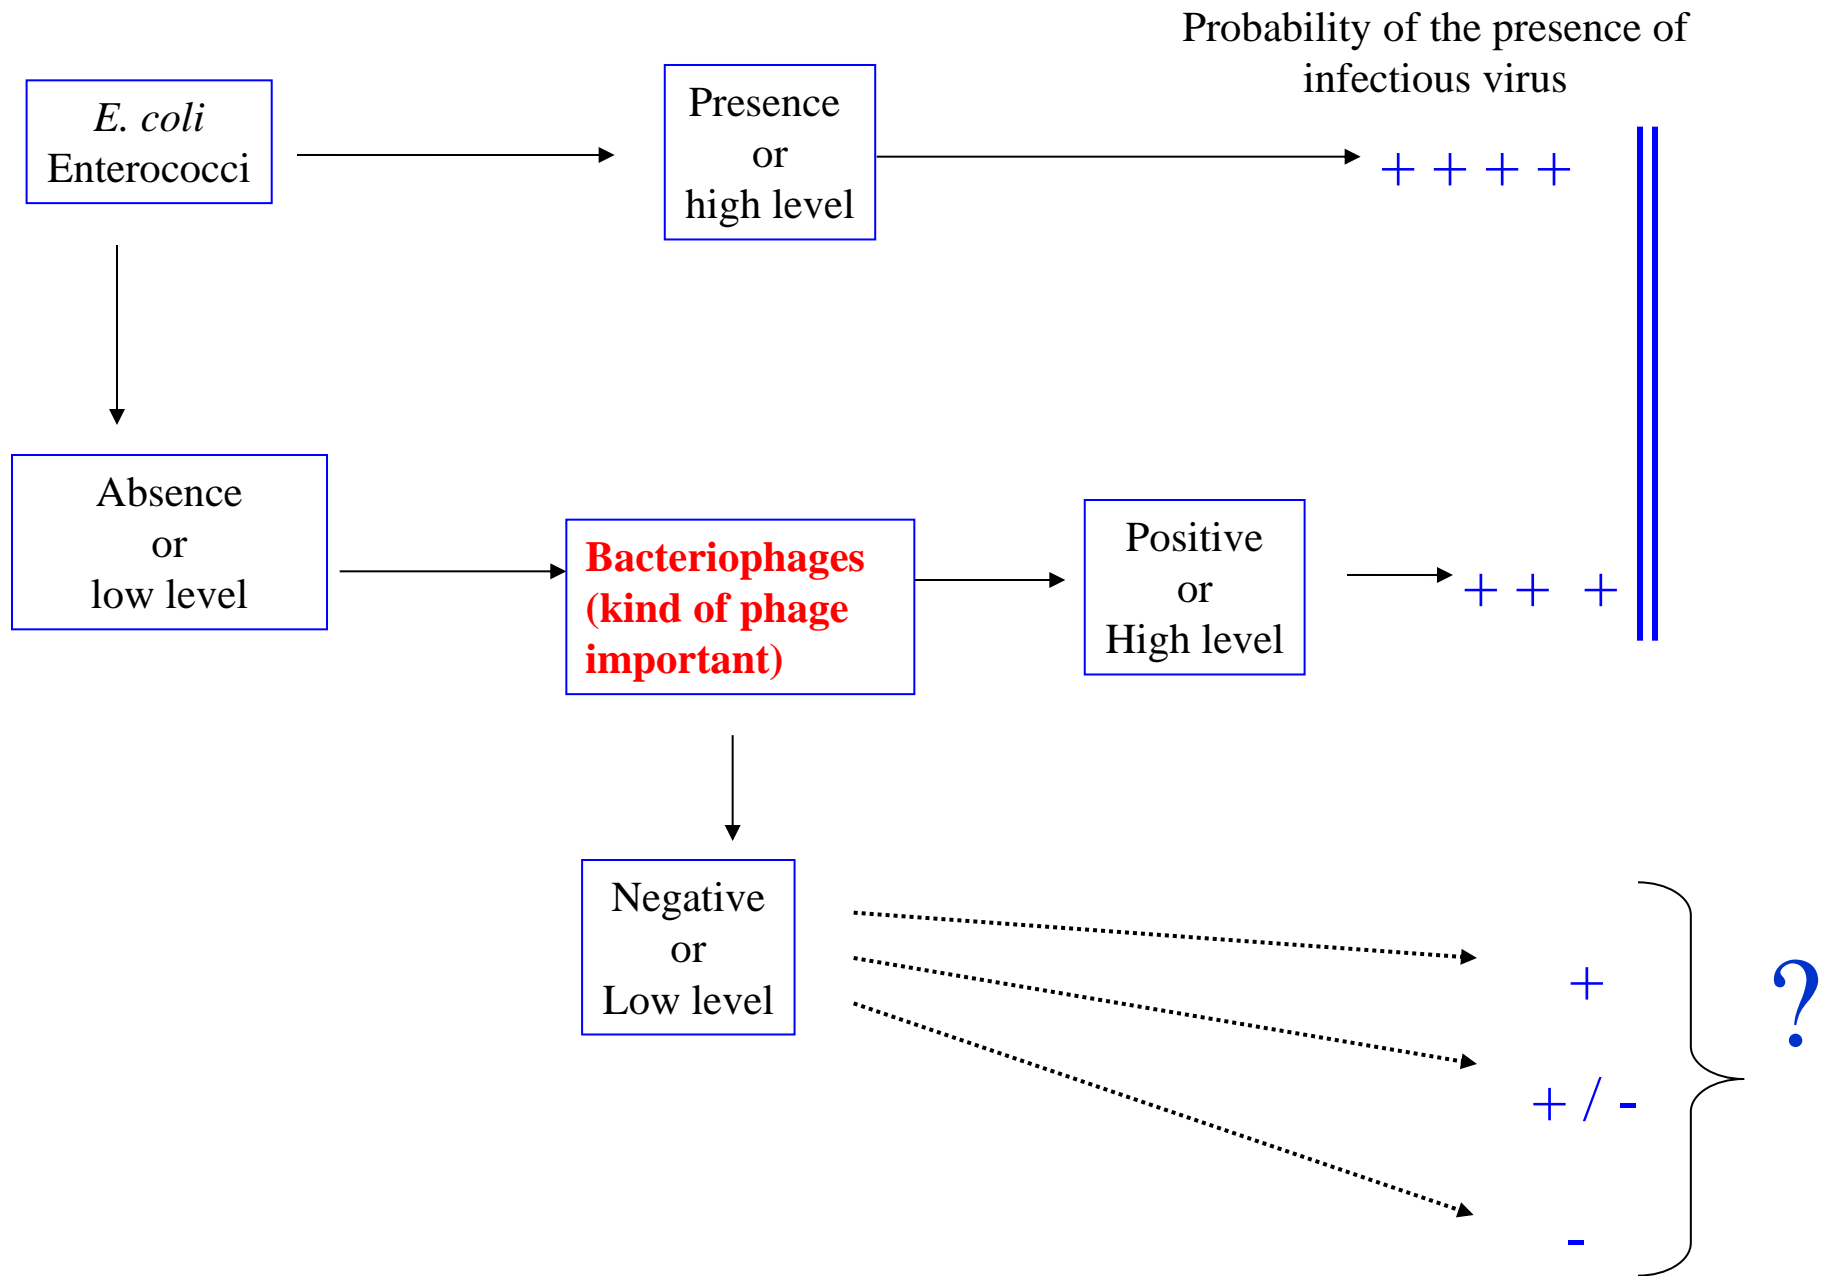 Probability of the presence of
infectious virus
E. coli
Enterococci
Presence
or
high level
+ + + +
Absence
or
low level
Bacteriophages
(kind of phage
important)
Positive
or
High level
+ + +
Negative
or
Low level
+
+ / -
-
?